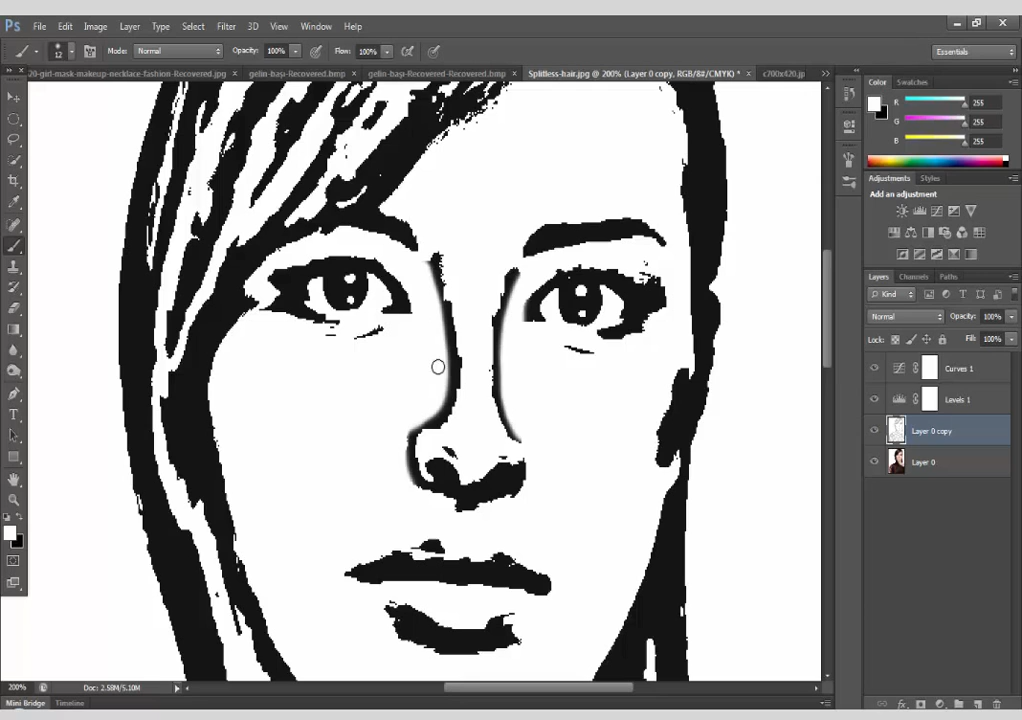 Ps File Edit Image Layer Type Select Filter 3D View Window Help
12 Mode: Normal Opacity: 100% Flow: 100% Essentials
20-girl-mask-makeup-necklace-fashion-Recovered.jpg × gelin-başı-Recovered.bmp × gelin-başı-Recovered-Recovered.bmp × Splitless-hair.jpg @ 200% (Layer 0 copy, RGB/8#/CMYK) * × c700x420.jp
Color Swatches
R 255
G 255
B 255
Adjustments Styles
Add an adjustment
Layers Channels Paths
Kind
Normal Opacity: 100%
Lock: Fill: 100%
Curves 1
Levels 1
Layer 0 copy
Layer 0
200% Doc: 2.58M/5.10M
Mini Bridge Timeline